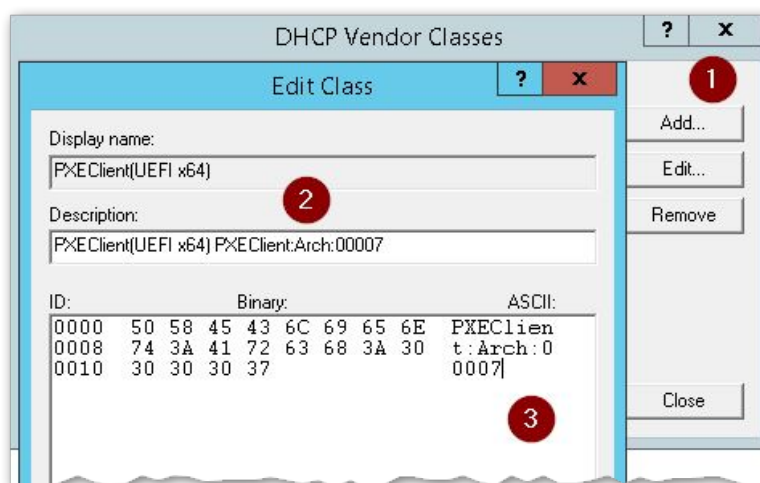 DHCP Vendor Classes
? x
Edit Class
? x
1
Add...
Display name:
PXEClient(UEFI x64)
Edit...
2
Description:
Remove
PXEClient(UEFI x64) PXEClient:Arch:00007
ID: Binary: ASCII:
0000 50 58 45 43 6C 69 65 6E PXEClien
0008 74 3A 41 72 63 68 3A 30 t:Arch:0
0010 30 30 30 37 0007
Close
3